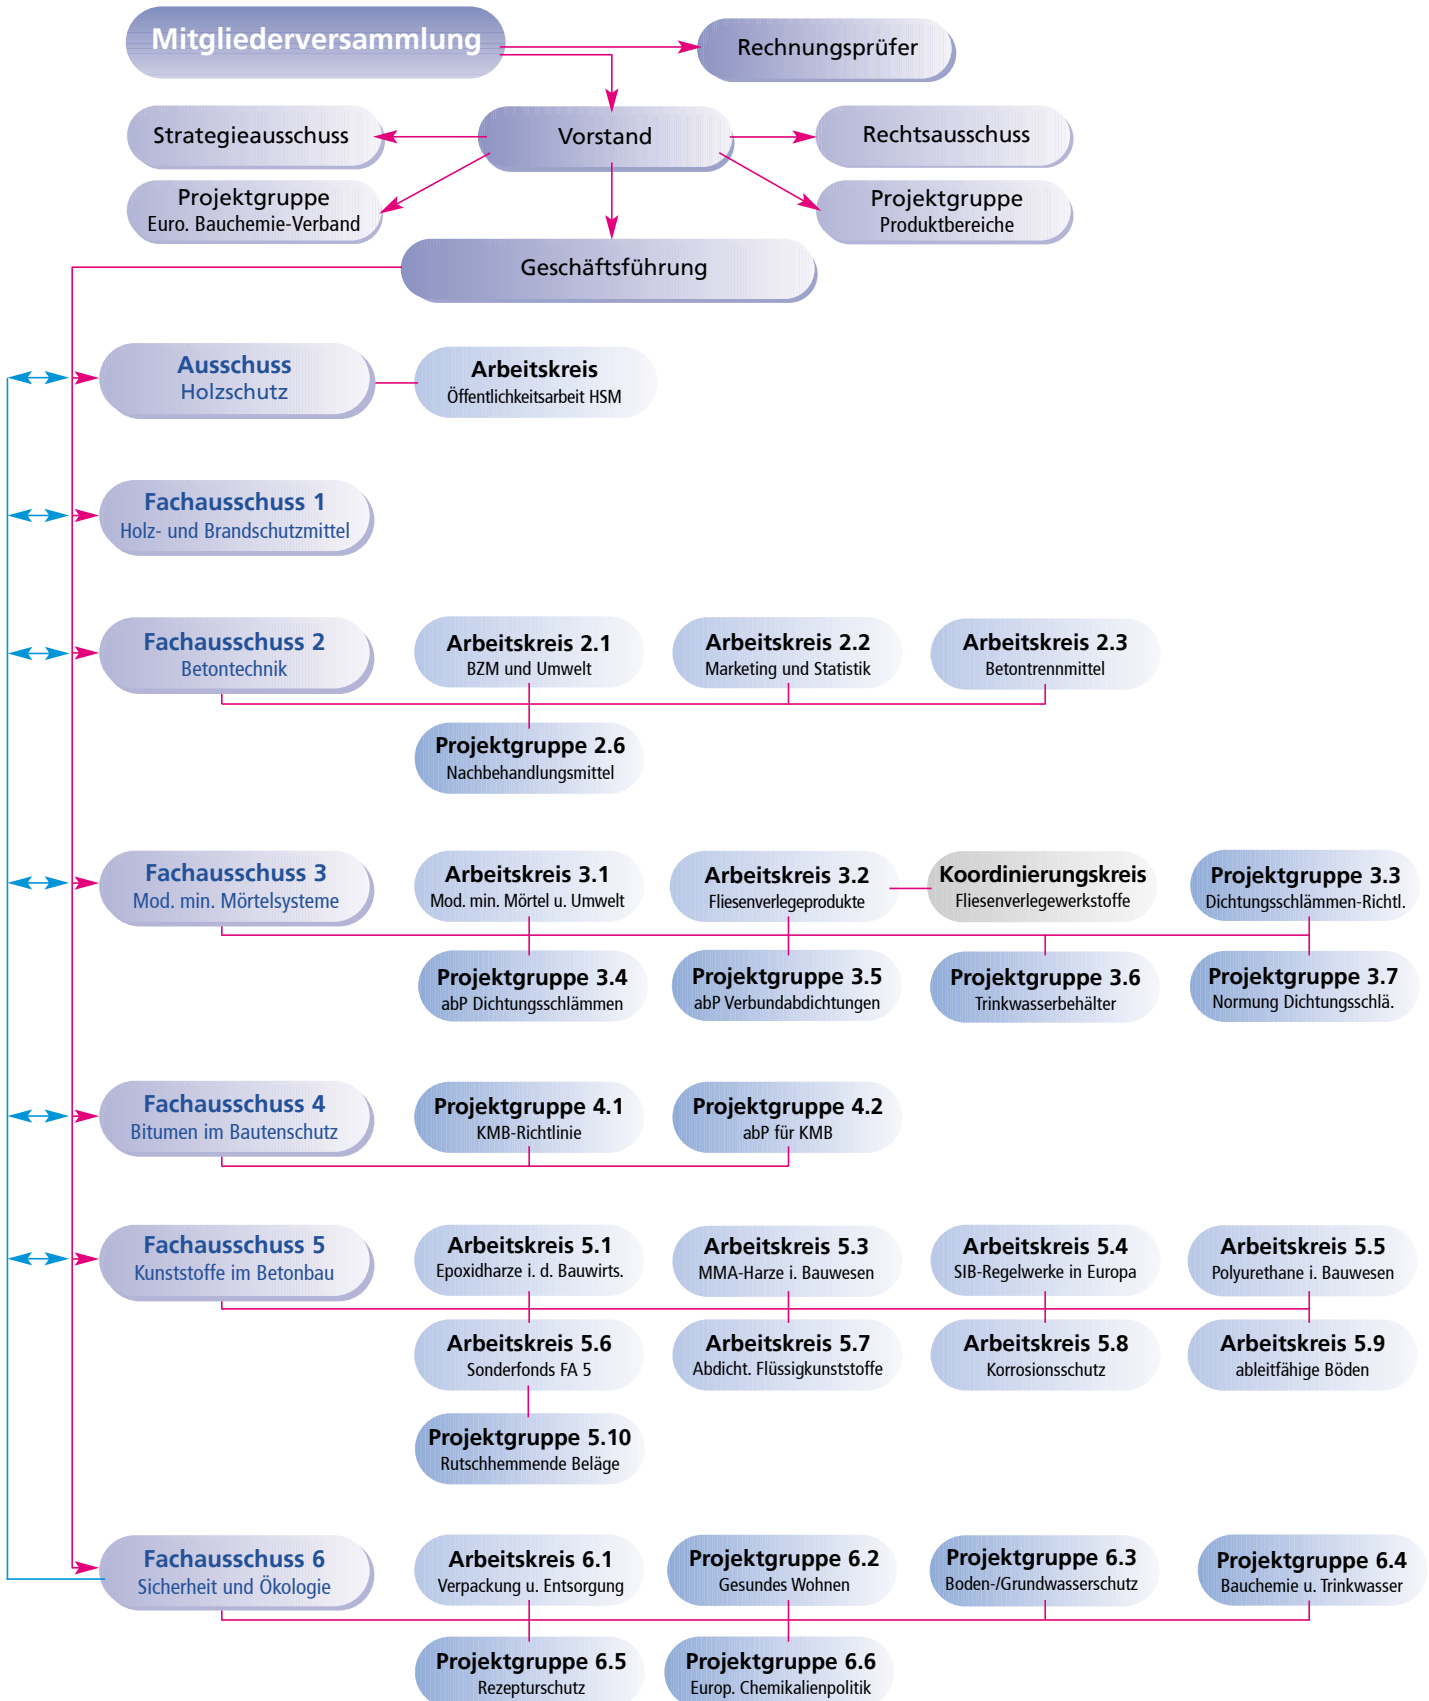 Mitgliederversammlung
Rechnungsprüfer
Strategieausschuss
Vorstand
Rechtsausschuss
Projektgruppe
Euro. Bauchemie-Verband
Projektgruppe
Produktbereiche
Geschäftsführung
Ausschuss
Holzschutz
Arbeitskreis
Öffentlichkeitsarbeit HSM
Fachausschuss 1
Holz- und Brandschutzmittel
Fachausschuss 2
Betontechnik
Arbeitskreis 2.1
BZM und Umwelt
Arbeitskreis 2.2
Marketing und Statistik
Arbeitskreis 2.3
Betontrennmittel
Projektgruppe 2.6
Nachbehandlungsmittel
Fachausschuss 3
Mod. min. Mörtelsysteme
Arbeitskreis 3.1
Mod. min. Mörtel u. Umwelt
Arbeitskreis 3.2
Fliesenverlegeprodukte
Koordinierungskreis
Fliesenverlegewerkstoffe
Projektgruppe 3.3
Dichtungsschlämmen-Richtl.
Projektgruppe 3.4
abP Dichtungsschlämmen
Projektgruppe 3.5
abP Verbundabdichtungen
Projektgruppe 3.6
Trinkwasserbehälter
Projektgruppe 3.7
Normung Dichtungsschlä.
Fachausschuss 4
Bitumen im Bautenschutz
Projektgruppe 4.1
KMB-Richtlinie
Projektgruppe 4.2
abP für KMB
Fachausschuss 5
Kunststoffe im Betonbau
Arbeitskreis 5.1
Epoxidharze i. d. Bauwirts.
Arbeitskreis 5.3
MMA-Harze i. Bauwesen
Arbeitskreis 5.4
SIB-Regelwerke in Europa
Arbeitskreis 5.5
Polyurethane i. Bauwesen
Arbeitskreis 5.6
Sonderfonds FA 5
Arbeitskreis 5.7
Abdicht. Flüssigkunststoffe
Arbeitskreis 5.8
Korrosionsschutz
Arbeitskreis 5.9
ableitfähige Böden
Projektgruppe 5.10
Rutschhemmende Beläge
Fachausschuss 6
Sicherheit und Ökologie
Arbeitskreis 6.1
Verpackung u. Entsorgung
Projektgruppe 6.2
Gesundes Wohnen
Projektgruppe 6.3
Boden-/Grundwasserschutz
Projektgruppe 6.4
Bauchemie u. Trinkwasser
Projektgruppe 6.5
Rezepturschutz
Projektgruppe 6.6
Europ. Chemikalienpolitik